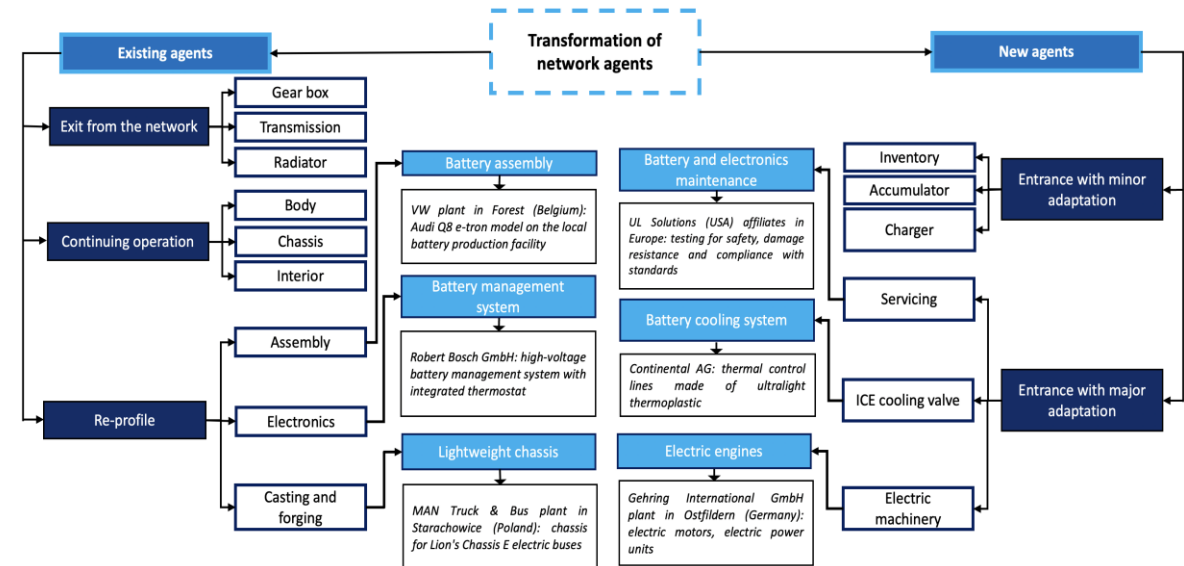 Transformation of
network agents
Existing agents
New agents
Exit from the network
Gear box
Transmission
Radiator
Continuing operation
Body
Chassis
Interior
Re-profile
Assembly
Electronics
Casting and
forging
Battery assembly
VW plant in Forest (Belgium):
Audi Q8 e-tron model on the local
battery production facility
Battery management
system
Robert Bosch GmbH: high-voltage
battery management system with
integrated thermostat
Lightweight chassis
MAN Truck & Bus plant in
Starachowice (Poland): chassis
for Lion's Chassis E electric buses
Battery and electronics
maintenance
UL Solutions (USA) affiliates in
Europe: testing for safety, damage
resistance and compliance with
standards
Battery cooling system
Continental AG: thermal control
lines made of ultralight
thermoplastic
Electric engines
Gehring International GmbH
plant in Ostfildern (Germany):
electric motors, electric power
units
Inventory
Accumulator
Charger
Entrance with minor
adaptation
Servicing
ICE cooling valve
Electric
machinery
Entrance with major
adaptation